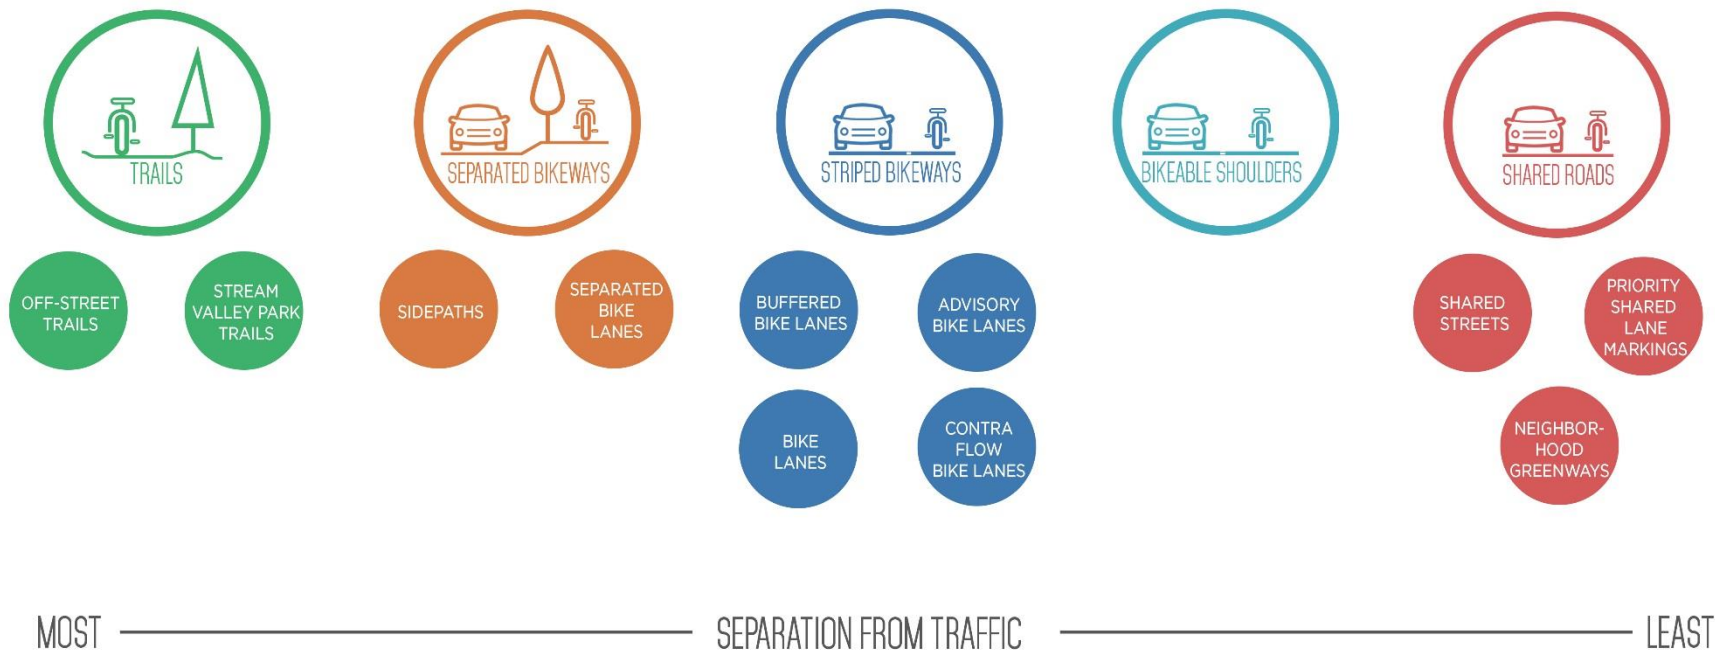 TRAILS
SEPARATED BIKEWAYS
STRIPED BIKEWAYS
BIKEABLE SHOULDERS
SHARED ROADS
OFF-STREET
TRAILS
STREAM
VALLEY PARK
TRAILS
SIDEPATHS
SEPARATED
BIKE
LANES
BUFFERED
BIKE LANES
ADVISORY
BIKE LANES
BIKE
LANES
CONTRA
FLOW
BIKE LANES
SHARED
STREETS
PRIORITY
SHARED
LANE
MARKINGS
NEIGHBOR-
HOOD
GREENWAYS
MOST
SEPARATION FROM TRAFFIC
LEAST